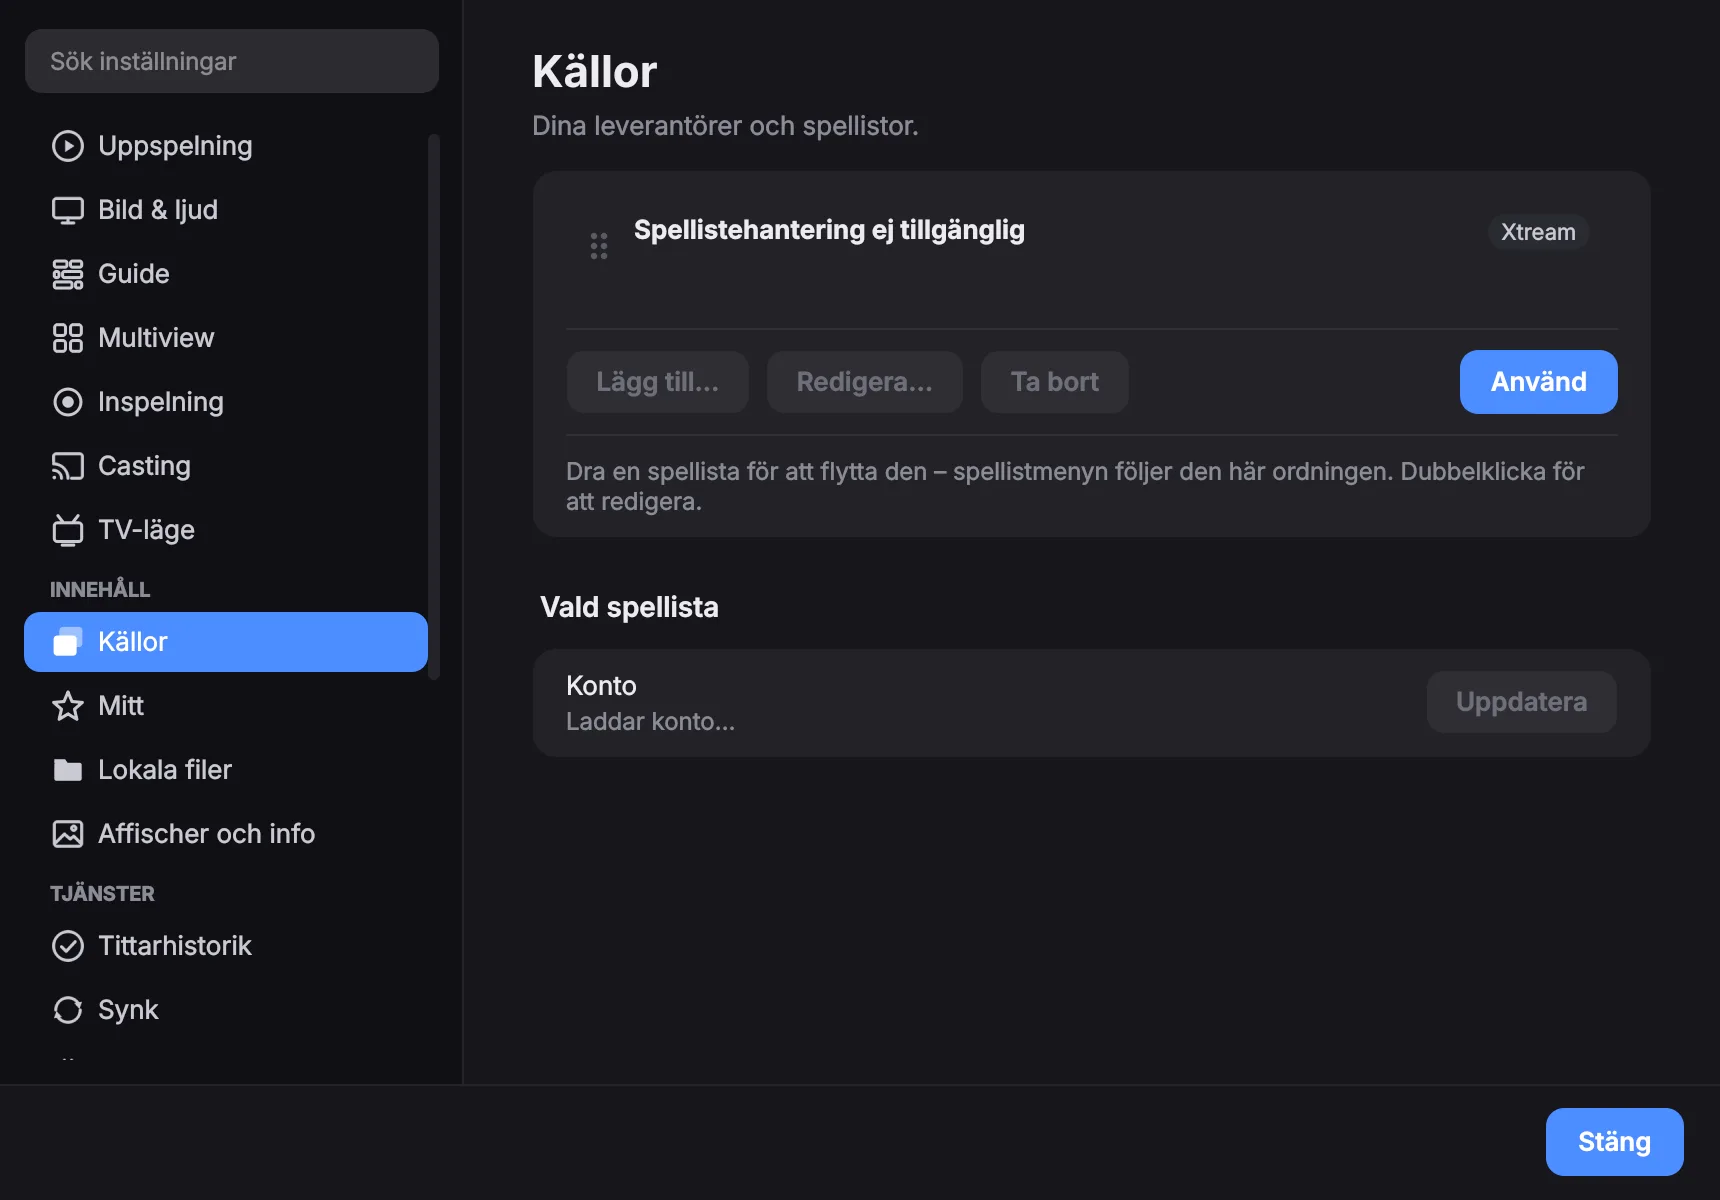 Sök inställningar
Uppspelning
Bild & ljud
Guide
Multiview
Inspelning
Casting
TV-läge
INNEHÅLL
Källor
Mitt
Lokala filer
Affischer och info
TJÄNSTER
Tittarhistorik
Synk
Källor
Dina leverantörer och spellistor.
Spellistehantering ej tillgänglig
Xtream
Lägg till...
Redigera...
Ta bort
Använd
Dra en spellista för att flytta den – spellistmenyn följer den här ordningen. Dubbelklicka för
att redigera.
Vald spellista
Konto
Laddar konto...
Uppdatera
Stäng